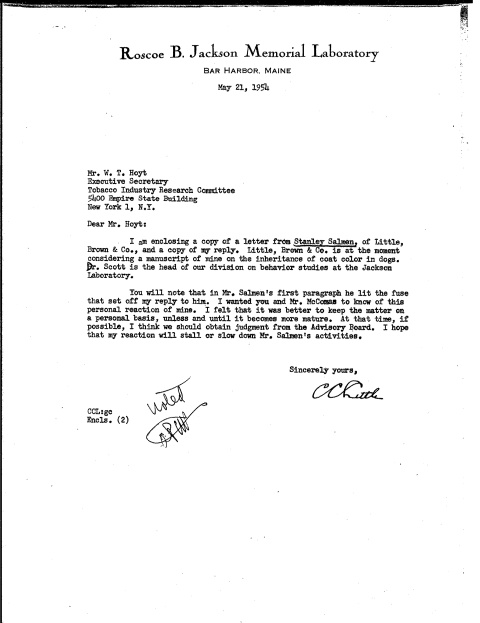 Roscoe B. Jackson Memorial Laboratory
Bar Harbor, Maine
May 21, 1954
Mr. W. T. Hoyt
Executive Secretary
Tobacco Industry Research Committee
5400 Empire State Building
New York 1, N.Y.
Dear Mr. Hoyt:
I am enclosing a copy of a letter from Stanley Salmen, of Little,
Brown & Co., and a copy of my reply. Little, Brown & Co. is at the moment
considering a manuscript of mine on the inheritance of coat color in dogs.
Dr. Scott is the head of our division on behavior studies at the Jackson
Laboratory.
You will note that in Mr. Salmen's first paragraph he lit the fuse
that set off my reply to him. I wanted you and Mr. McComas to know of this
personal reaction of mine. I felt that it was better to keep the matter on
a personal basis, unless and until it becomes more mature. At that time, if
possible, I think we should obtain judgment from the Advisory Board. I hope
that my reaction will stall or slow down Mr. Salmen's activities.
Sincerely yours,
CC Little
noted
CCL:gc
Encls. (2)